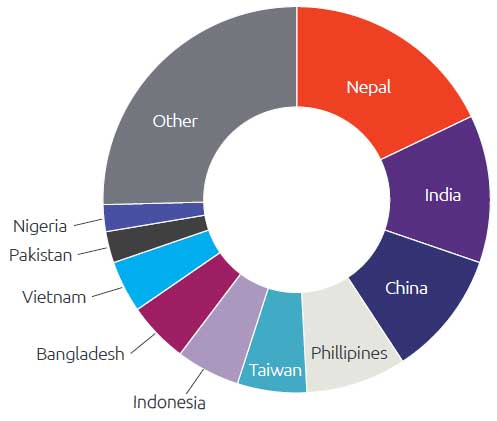 Nepal
India
China
Phillipines
Taiwan
Indonesia
Bangladesh
Vietnam
Pakistan
Nigeria
Other